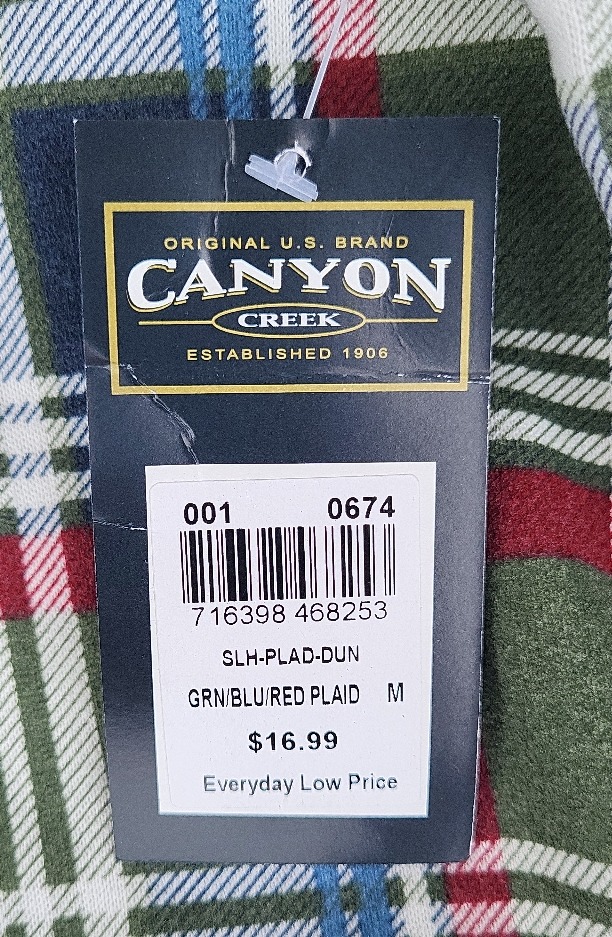 ORIGINAL U.S. BRAND
CANYON
CREEK
ESTABLISHED 1906
001 0674
716398 468253
SLH-PLAD-DUN
GRN/BLU/RED PLAID M
$16.99
Everyday Low Price